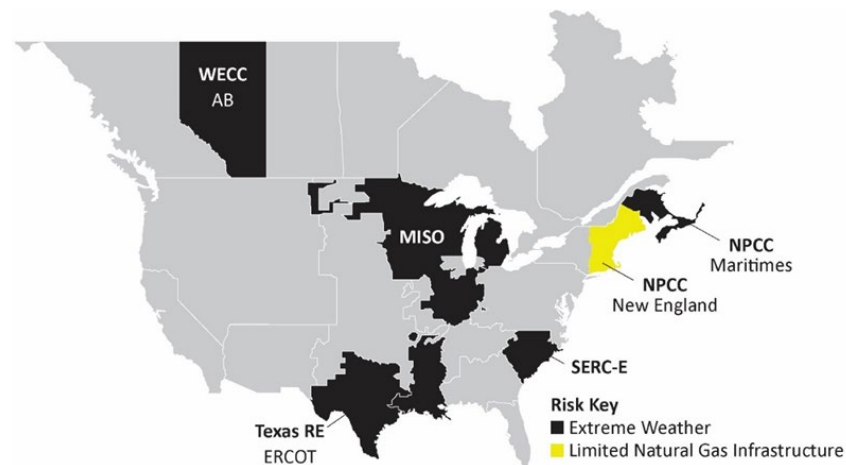 WECC
AB
MISO
NPCC
Maritimes
NPCC
New England
SERC-E
Texas RE
ERCOT
Risk Key
Extreme Weather
Limited Natural Gas Infrastructure